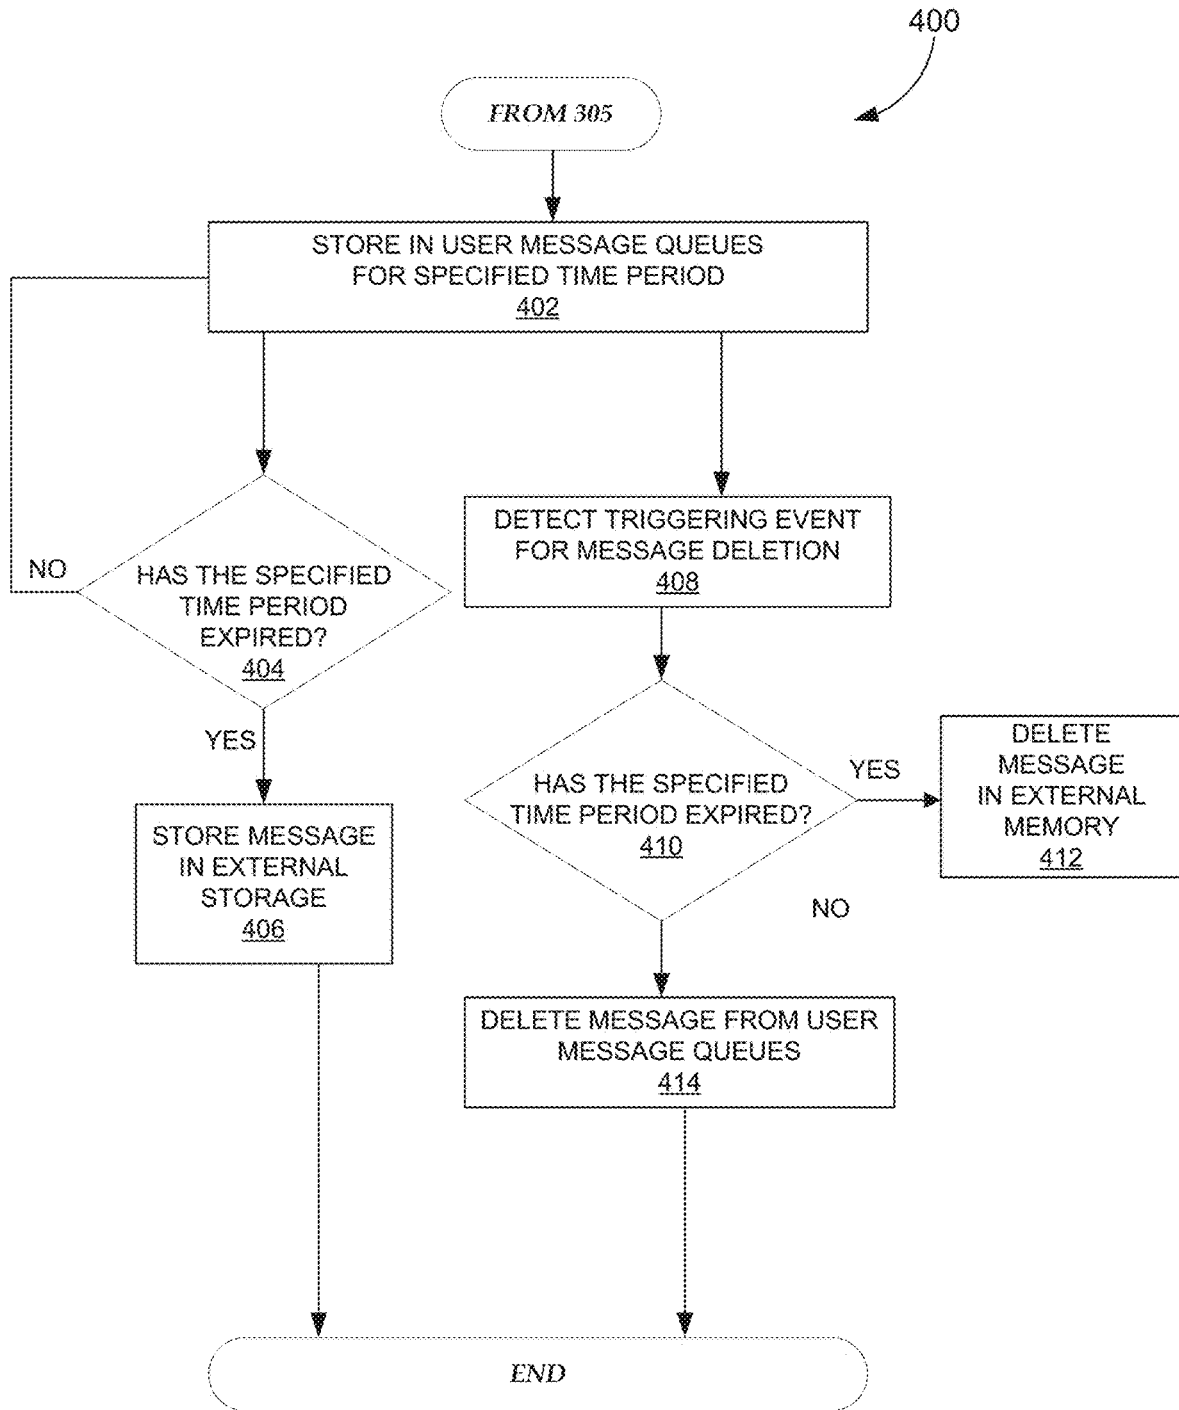 400
FROM 305
STORE IN USER MESSAGE QUEUES
FOR SPECIFIED TIME PERIOD
402
NO
HAS THE SPECIFIED
TIME PERIOD
EXPIRED?
404
YES
STORE MESSAGE
IN EXTERNAL
STORAGE
406
DETECT TRIGGERING EVENT
FOR MESSAGE DELETION
408
HAS THE SPECIFIED
TIME PERIOD EXPIRED?
410
YES
DELETE
MESSAGE
IN EXTERNAL
MEMORY
412
NO
DELETE MESSAGE FROM USER
MESSAGE QUEUES
414
END